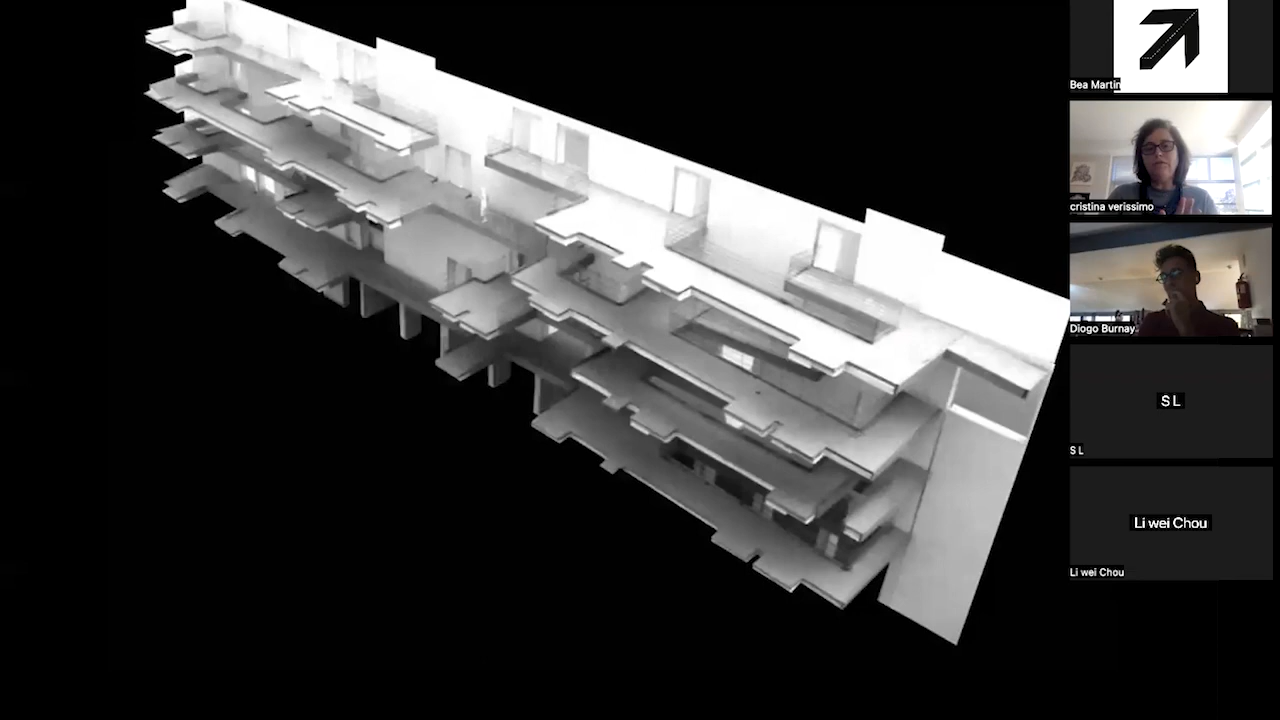 Bea Martin
cristina verissimo
Diogo Burnay
S L
S L
Li wei Chou
Li wei Chou